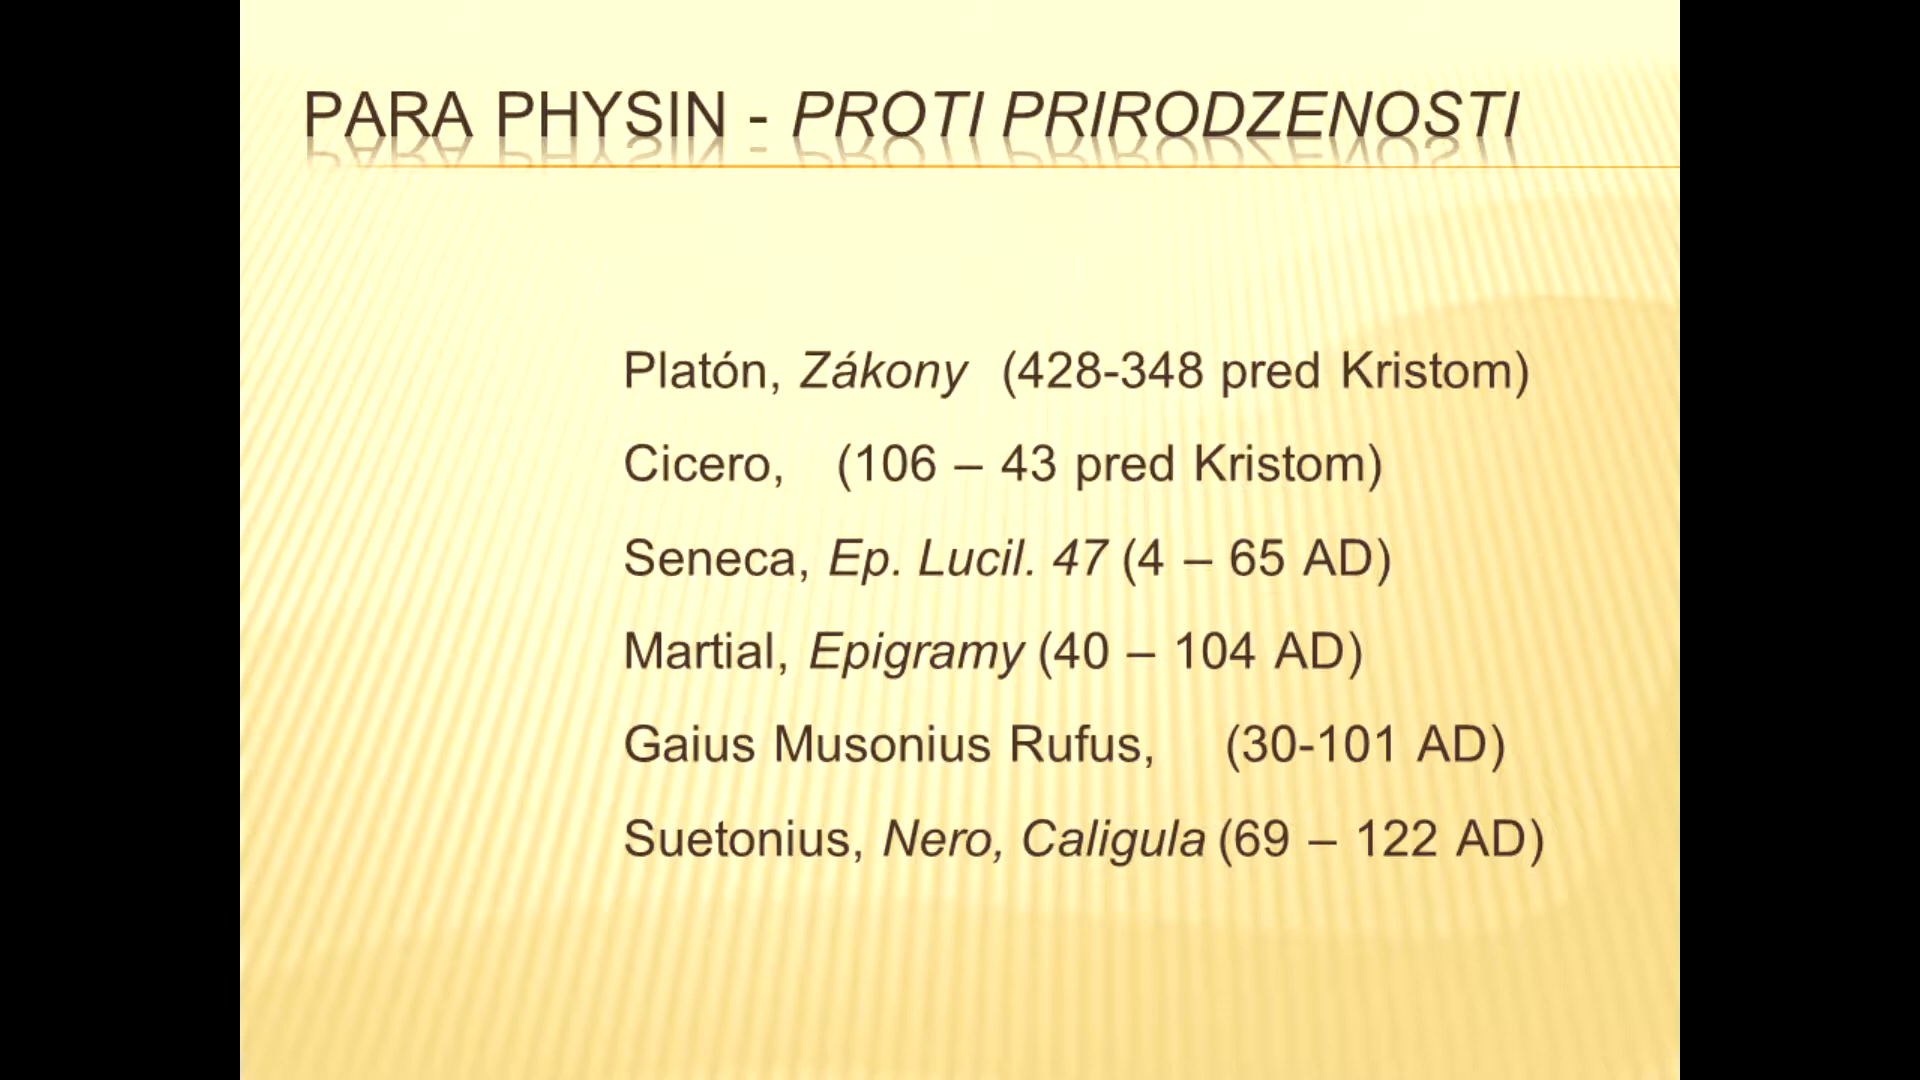 PARA PHYSIN - PROTI PRIRODZENOSTI
Platón, Zákony (428-348 pred Kristom)
Cicero, (106 – 43 pred Kristom)
Seneca, Ep. Lucil. 47 (4 – 65 AD)
Martial, Epigramy (40 – 104 AD)
Gaius Musonius Rufus, (30-101 AD)
Suetonius, Nero, Caligula (69 – 122 AD)